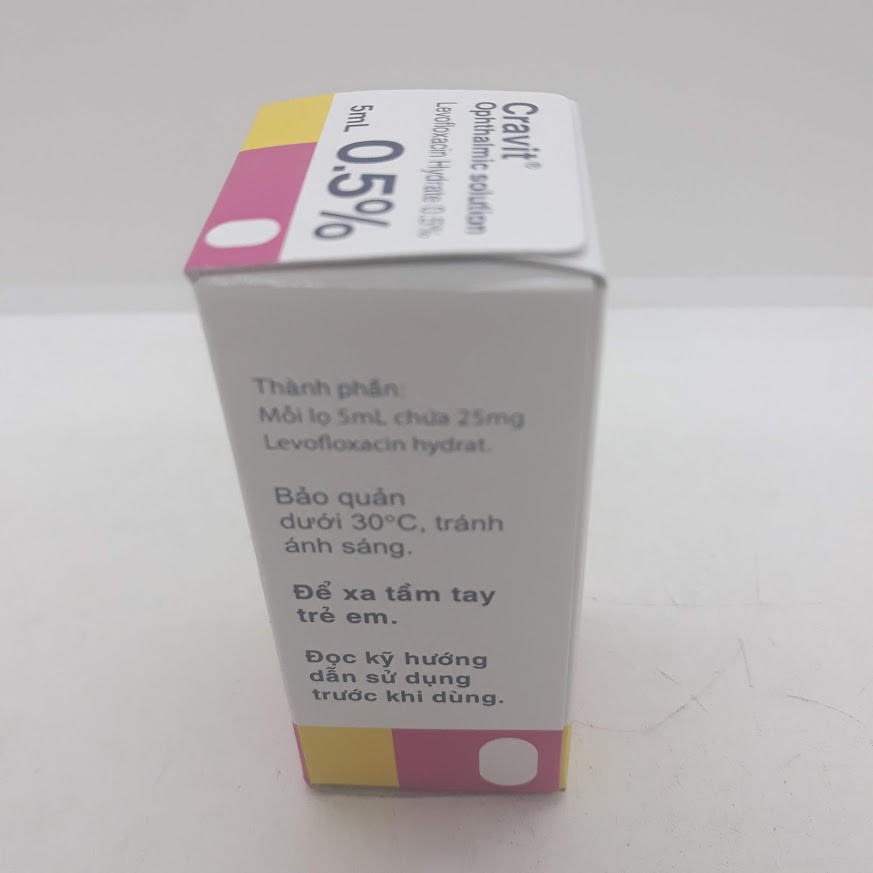 Cravit®
Ophthalmic solution
Levofloxacin Hydrate 0.5%
0.5%
5mL
Thành phần:
Mỗi lọ 5mL chứa 25mg
Levofloxacin hydrat.
Bảo quản
dưới 30°C, tránh
ánh sáng.
Để xa tầm tay
trẻ em.
Đọc kỹ hướng
dẫn sử dụng
trước khi dùng.